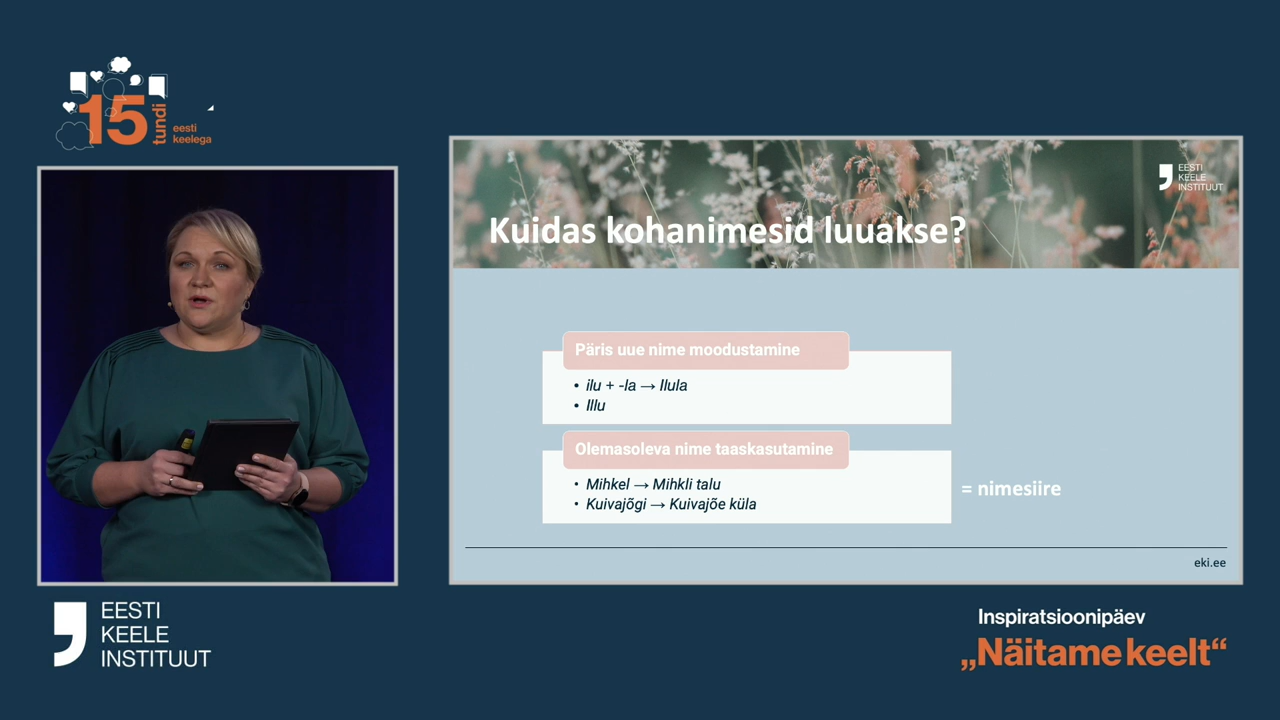 15 tundi
eesti
keelega
EESTI
KEELE
INSTITUUT
Kuidas kohanimesid luuakse?
Päris uue nime moodustamine
• ilu + -la → Ilula
• Illu
Olemasoleva nime taaskasutamine
• Mihkel → Mihkli talu
• Kuivajõgi → Kuivajõe küla
= nimesiire
eki.ee
EESTI
KEELE
INSTITUUT
Inspiratsioonipäev
„Näitame keelt“